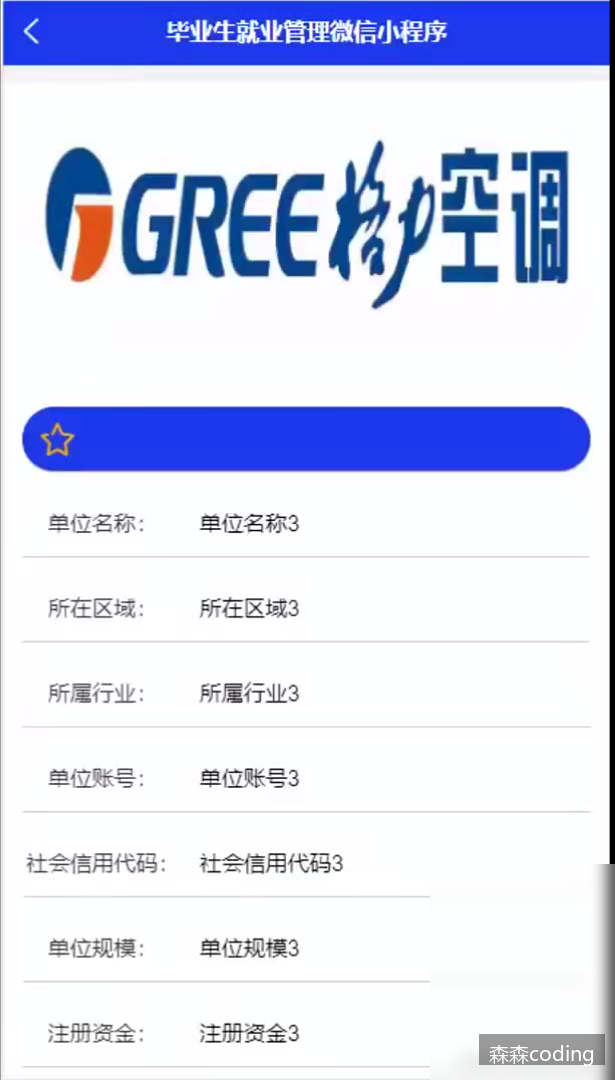 毕业生就业管理微信小程序
GREE格力空调
单位名称： 单位名称3
所在区域： 所在区域3
所属行业： 所属行业3
单位账号： 单位账号3
社会信用代码： 社会信用代码3
单位规模： 单位规模3
注册资金： 注册资金3
森森coding